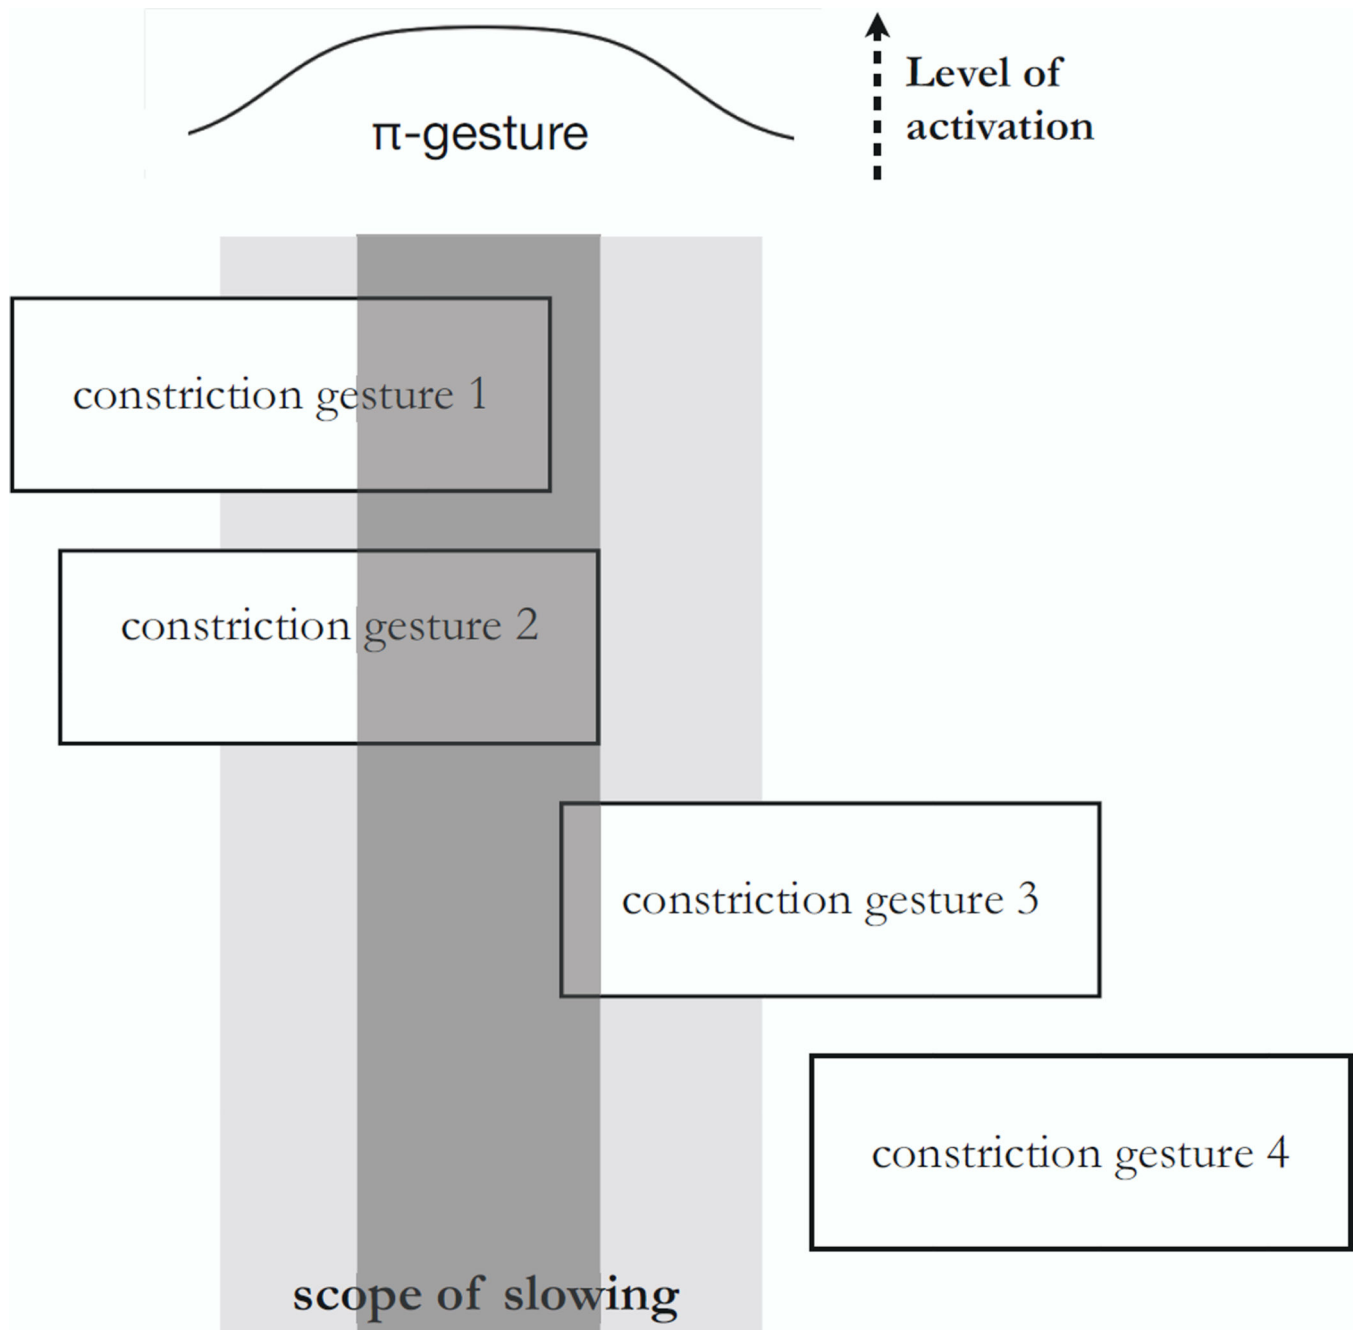 Level of
activation
π-gesture
constriction gesture 1
constriction gesture 2
constriction gesture 3
constriction gesture 4
scope of slowing